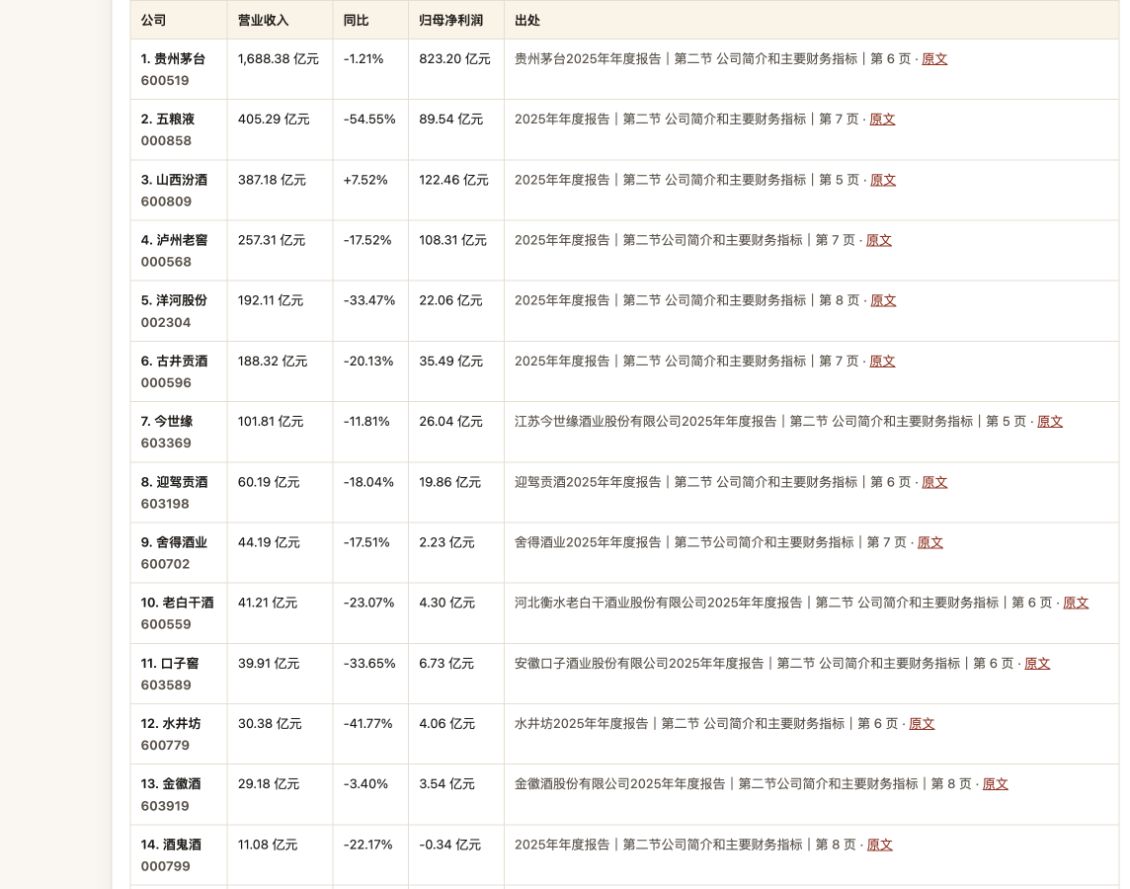 公司 营业收入 同比 归母净利润 出处
1. 贵州茅台 1,688.38 亿元 -1.21% 823.20 亿元 贵州茅台2025年年度报告｜第二节 公司简介和主要财务指标｜第 6 页 · 原文
600519
2. 五粮液 405.29 亿元 -54.55% 89.54 亿元 2025年年度报告｜第二节 公司简介和主要财务指标｜第 7 页 · 原文
000858
3. 山西汾酒 387.18 亿元 +7.52% 122.46 亿元 2025年年度报告｜第二节 公司简介和主要财务指标｜第 5 页 · 原文
600809
4. 泸州老窖 257.31 亿元 -17.52% 108.31 亿元 2025年年度报告｜第二节公司简介和主要财务指标｜第 7 页 · 原文
000568
5. 洋河股份 192.11 亿元 -33.47% 22.06 亿元 2025年年度报告｜第二节 公司简介和主要财务指标｜第 8 页 · 原文
002304
6. 古井贡酒 188.32 亿元 -20.13% 35.49 亿元 2025年年度报告｜第二节 公司简介和主要财务指标｜第 7 页 · 原文
000596
7. 今世缘 101.81 亿元 -11.81% 26.04 亿元 江苏今世缘酒业股份有限公司2025年年度报告｜第二节 公司简介和主要财务指标｜第 5 页 · 原文
603369
8. 迎驾贡酒 60.19 亿元 -18.04% 19.86 亿元 迎驾贡酒2025年年度报告｜第二节 公司简介和主要财务指标｜第 6 页 · 原文
603198
9. 舍得酒业 44.19 亿元 -17.51% 2.23 亿元 舍得酒业2025年年度报告｜第二节公司简介和主要财务指标｜第 7 页 · 原文
600702
10. 老白干酒 41.21 亿元 -23.07% 4.30 亿元 河北衡水老白干酒业股份有限公司2025年年度报告｜第二节 公司简介和主要财务指标｜第 6 页 · 原文
600559
11. 口子窖 39.91 亿元 -33.65% 6.73 亿元 安徽口子酒业股份有限公司2025年年度报告｜第二节 公司简介和主要财务指标｜第 6 页 · 原文
603589
12. 水井坊 30.38 亿元 -41.77% 4.06 亿元 水井坊2025年年度报告｜第二节 公司简介和主要财务指标｜第 6 页 · 原文
600779
13. 金徽酒 29.18 亿元 -3.40% 3.54 亿元 金徽酒股份有限公司2025年年度报告｜第二节公司简介和主要财务指标｜第 8 页 · 原文
603919
14. 酒鬼酒 11.08 亿元 -22.17% -0.34 亿元 2025年年度报告｜第二节公司简介和主要财务指标｜第 8 页 · 原文
000799